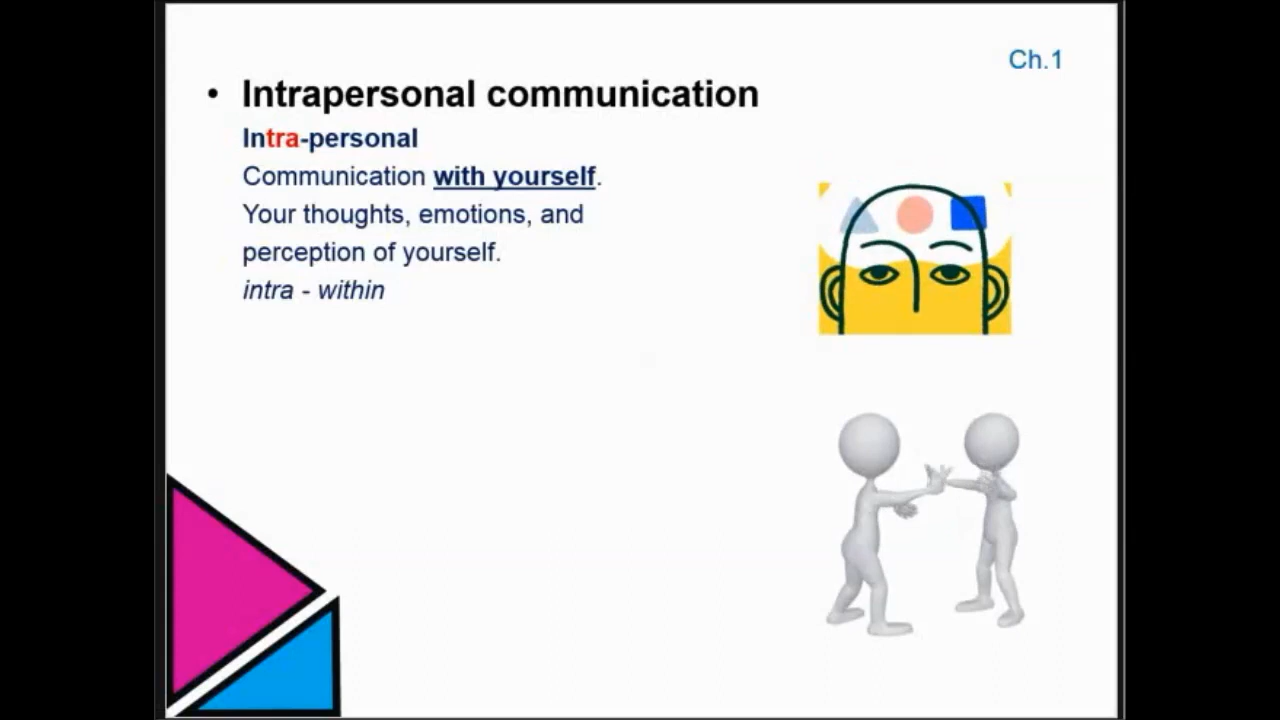 Ch.1
• Intrapersonal communication
Intra-personal
Communication with yourself.
Your thoughts, emotions, and
perception of yourself.
intra - within